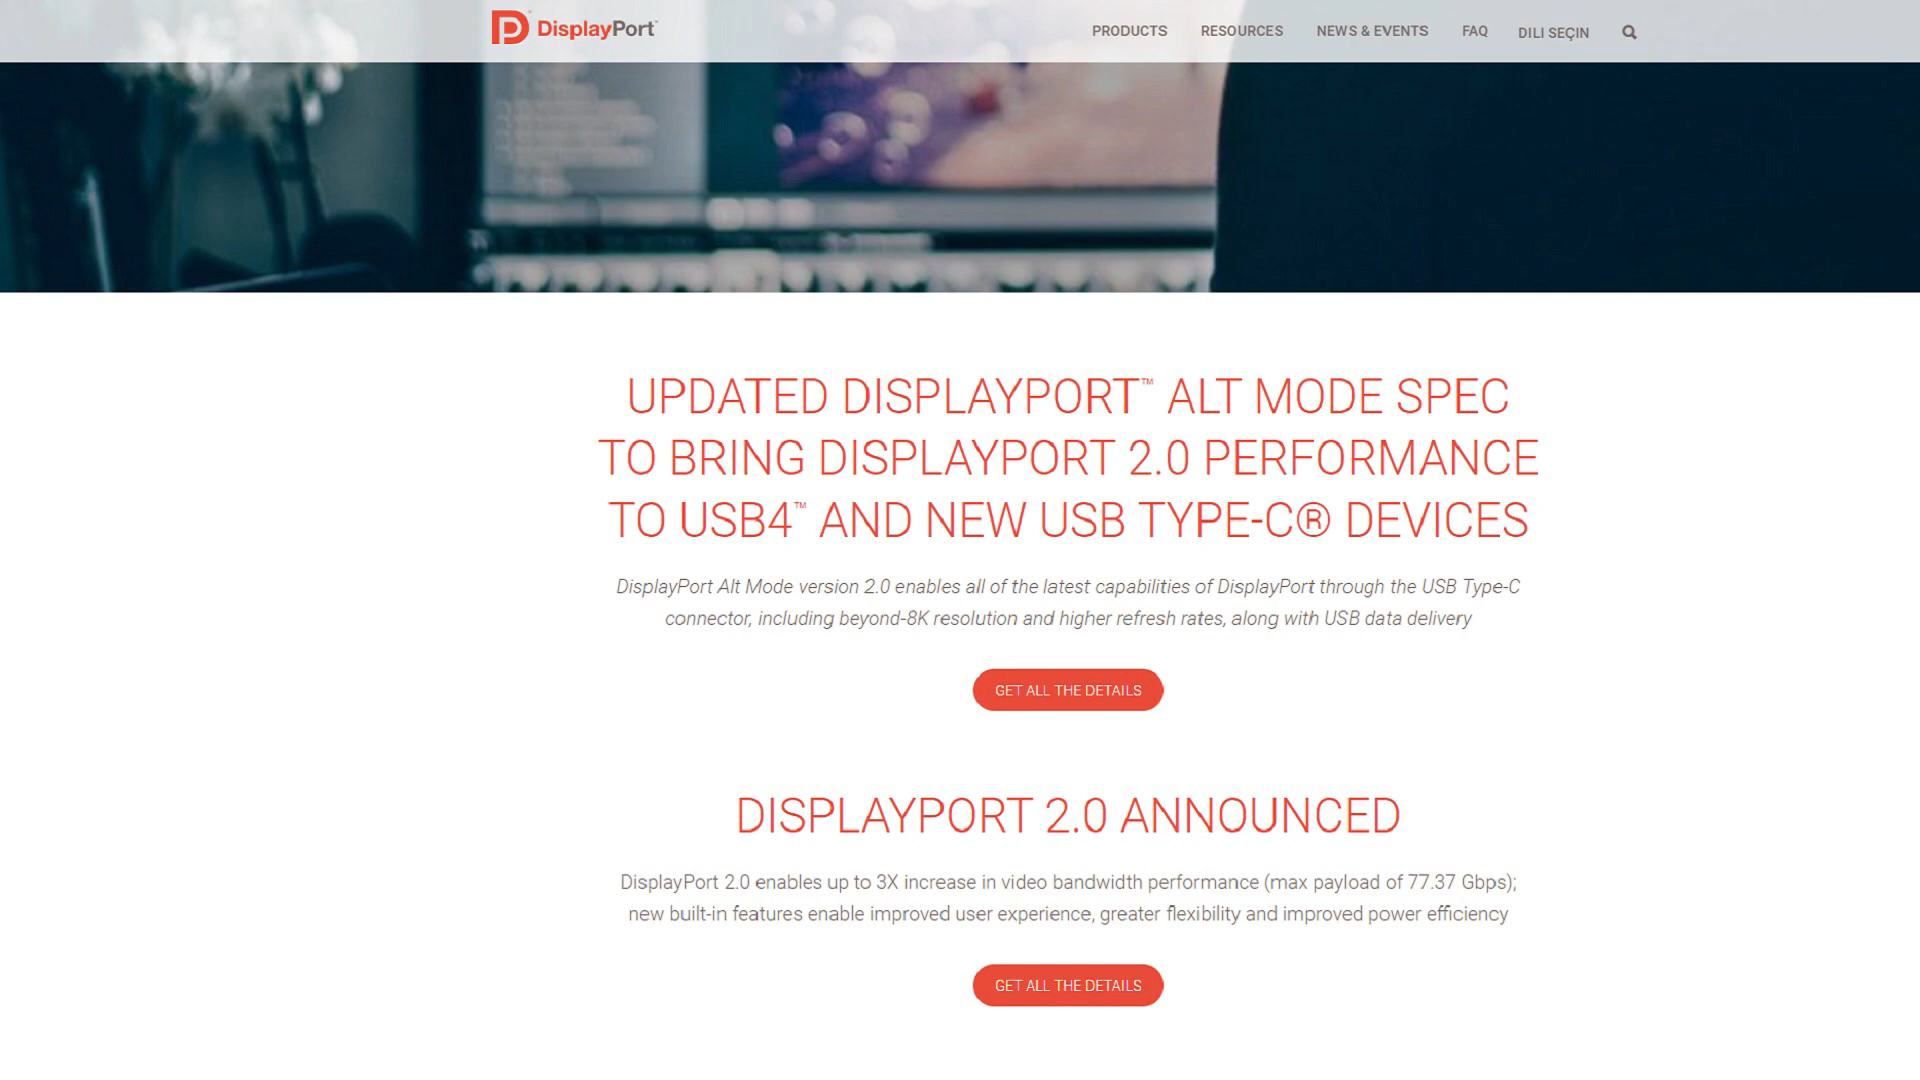 DisplayPort™
PRODUCTS RESOURCES NEWS & EVENTS FAQ DILI SEÇIN
UPDATED DISPLAYPORT™ ALT MODE SPEC
TO BRING DISPLAYPORT 2.0 PERFORMANCE
TO USB4™ AND NEW USB TYPE-C® DEVICES
DisplayPort Alt Mode version 2.0 enables all of the latest capabilities of DisplayPort through the USB Type-C
connector, including beyond-8K resolution and higher refresh rates, along with USB data delivery
GET ALL THE DETAILS
DISPLAYPORT 2.0 ANNOUNCED
DisplayPort 2.0 enables up to 3X increase in video bandwidth performance (max payload of 77.37 Gbps);
new built-in features enable improved user experience, greater flexibility and improved power efficiency
GET ALL THE DETAILS